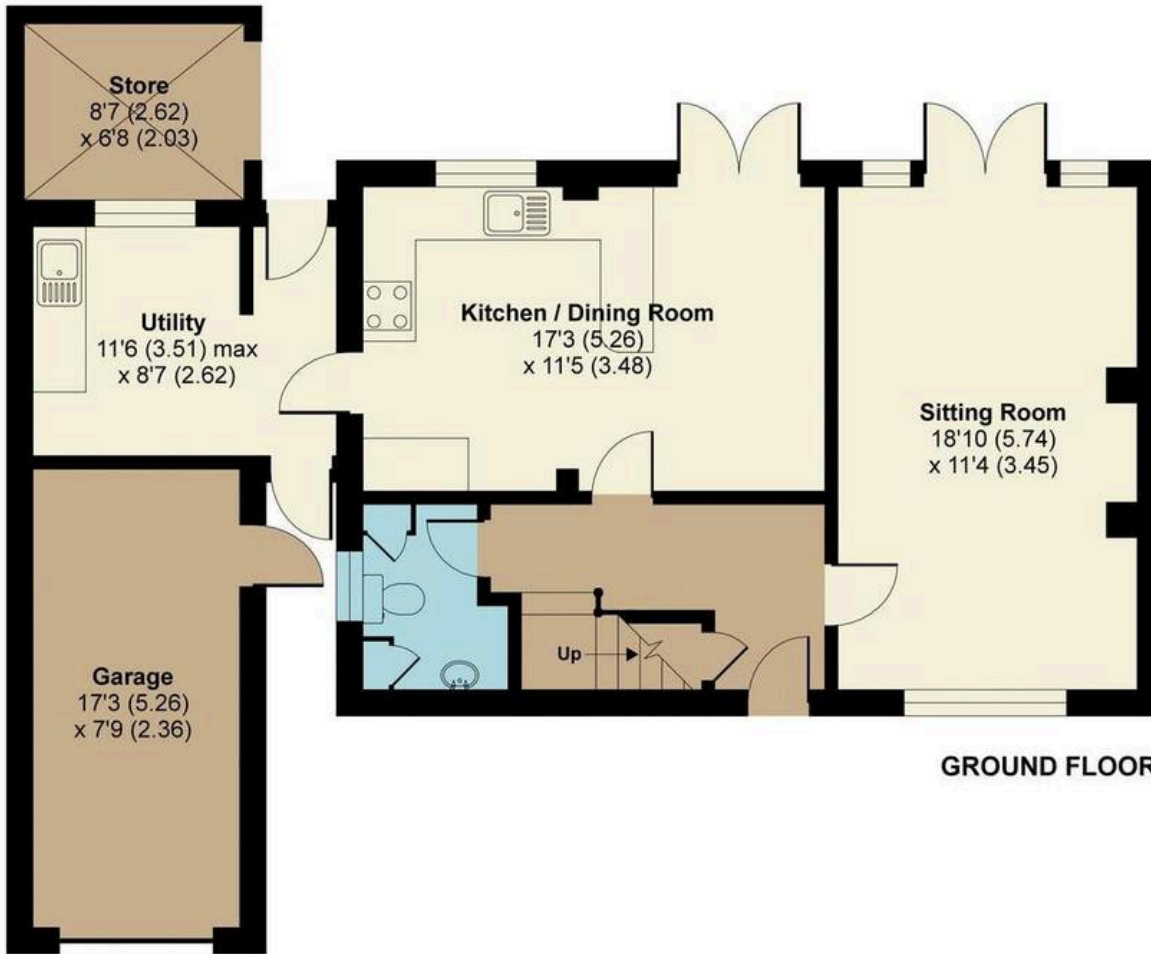 Store
8'7 (2.62)
x 6'8 (2.03)
Utility
11'6 (3.51) max
x 8'7 (2.62)
Kitchen / Dining Room
17'3 (5.26)
x 11'5 (3.48)
Sitting Room
18'10 (5.74)
x 11'4 (3.45)
Up
Garage
17'3 (5.26)
x 7'9 (2.36)
GROUND FLOOR